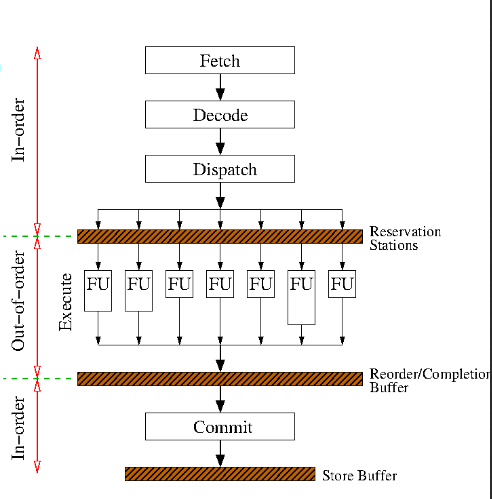 Fetch
Decode
Dispatch
In-order
Reservation
Stations
FU FU FU FU FU FU FU
Execute
Out-of-order
Reorder/Completion
Buffer
Commit
In-order
Store Buffer